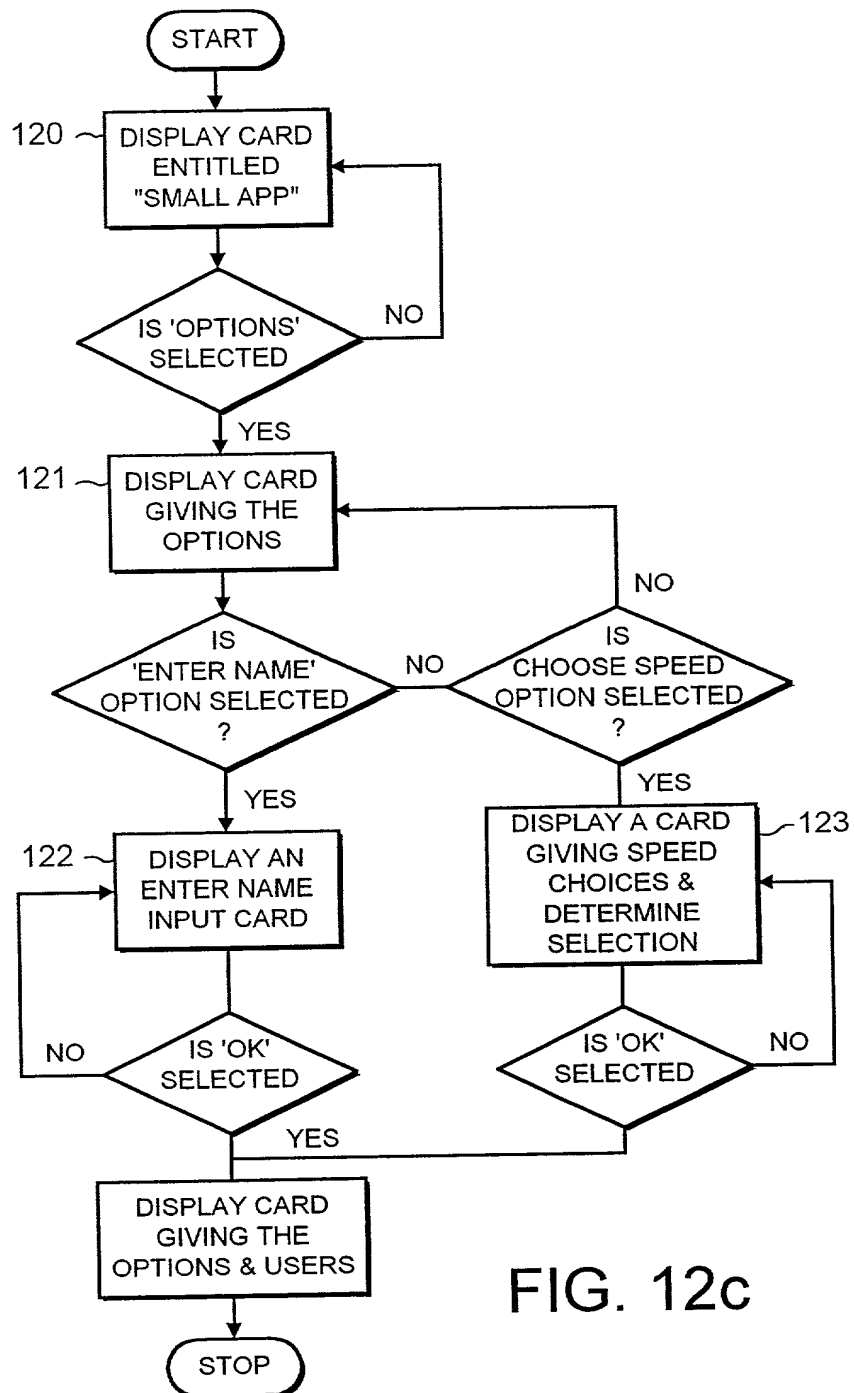 START
120
DISPLAY CARD
ENTITLED
"SMALL APP"
IS 'OPTIONS'
SELECTED
NO
YES
121
DISPLAY CARD
GIVING THE
OPTIONS
NO
IS
'ENTER NAME'
OPTION SELECTED
?
NO
IS
CHOOSE SPEED
OPTION SELECTED
?
YES
YES
122
DISPLAY AN
ENTER NAME
INPUT CARD
DISPLAY A CARD
GIVING SPEED
CHOICES &
DETERMINE
SELECTION
123
NO
IS 'OK'
SELECTED
IS 'OK'
SELECTED
NO
YES
DISPLAY CARD
GIVING THE
OPTIONS & USERS
STOP
FIG. 12c